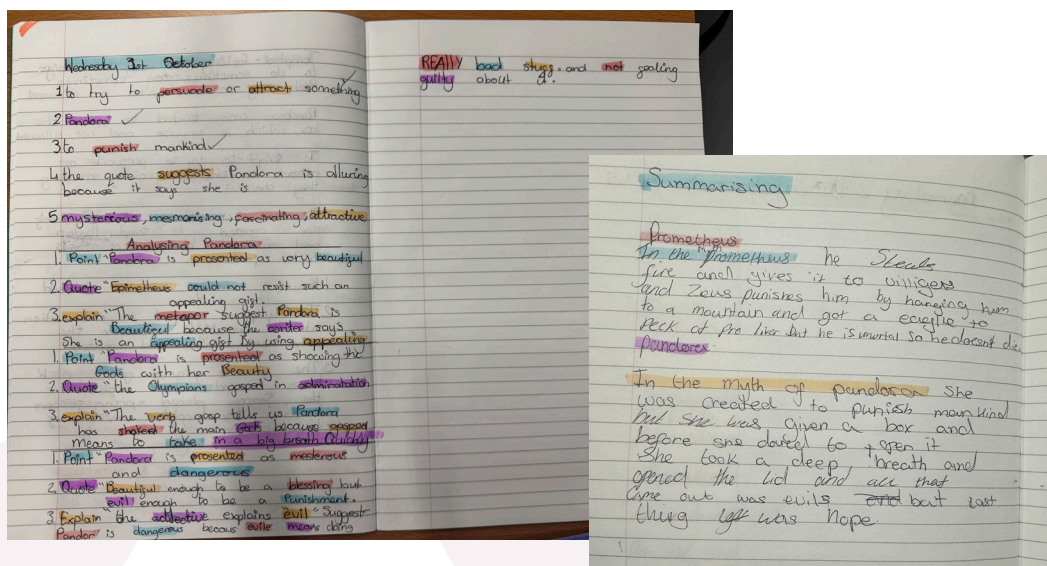 Wednesday 31st October
1 to try to persuade or attract something
2 Pandora
3 to punish mankind
4 the quote suggests Pandora is alluring
because it says she is
5 mysterious, mesmorising, fascinating, attractive
Analysing Pandora
1. Point "Pandora is presented as very beautiful
2. Quote "Epimetheus could not resist such an
appealing gist.
3. explain "The metapor suggest Pandora is
Beautiful because the writer says
She is an appealing gist by using appealing
1. Point "Pandora is presented as showing the
Gods with her Beauty
2. Quote "the Olympians gasped in admiratation
3. explain "The verb gasp tells us Pandora
has shoked the main Gods because gasped
means to take in a big breath Quickly
1. Point "Pandora is presented as mesterous
and dangerous
2. Quote "Beautiful enough to be a blessing but
evil enough to be a Punishment.
3. Explain "the adjective explains "evil" Suggest
Pandor is dangerous becous evile means doing
REALLY bad stuff and not feeling
guilty about it.
Summarising
Prometheus
In the "Prometheus he Steals
fire and gives it to villigers
and Zeus punishes him by hanging him
to a mountain and got a eagile to
Peck at his liver but he is imortal so he doesnt die.
Pandores
In the myth of pandora she
was created to punish mankind
but she was given a box and
before she dared to open it
She took a deep breath and
opened the lid and all that
came out was evils but last
thing left was hope.